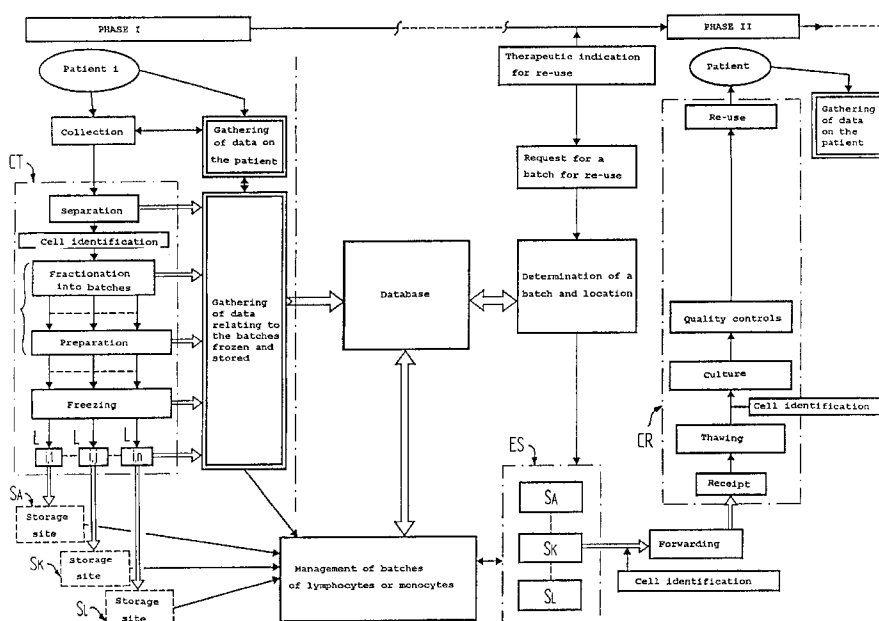 PHASE I
PHASE II
Patient i
Therapeutic indication
for re-use
Patient
Collection
Gathering
of data on
the patient
Re-use
Gathering
of data
on the
patient
Request for a
batch for re-use
CT
Separation
Cell identification
Fractionation
into batches
Gathering
of data
relating to
the batches
frozen and
stored
Database
Determination of a
batch and location
Preparation
Quality controls
Freezing
Culture
Cell identification
L
L
L
i,1
i,j
i,n
ES
CR
Thawing
Receipt
SA
Storage
site
SA
SK
Storage
site
Management of batches
of lymphocytes or monocytes
SK
Forwarding
SL
Storage
site
SL
Cell identification